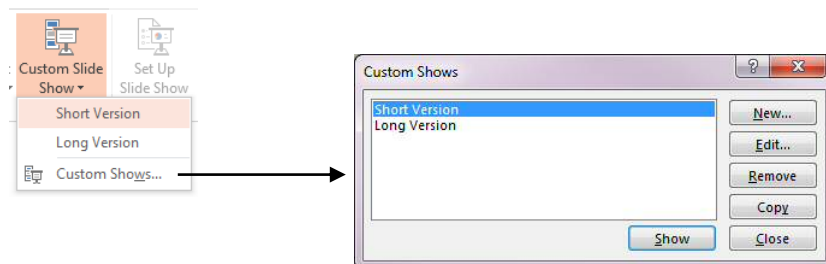 Custom Slide
Show
Set Up
Slide Show
Short Version
Long Version
Custom Shows...
Custom Shows
Short Version
Long Version
New...
Edit...
Remove
Copy
Show
Close